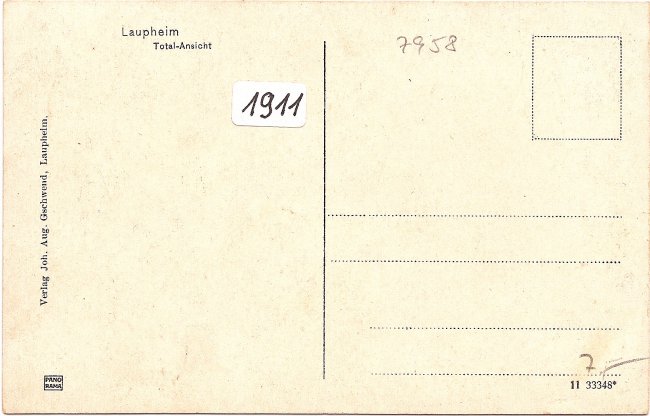 Laupheim
Total-Ansicht
7958
1911
Verlag Joh. Aug. Gschwend, Laupheim.
7
PANO
RAMA
11 33348*